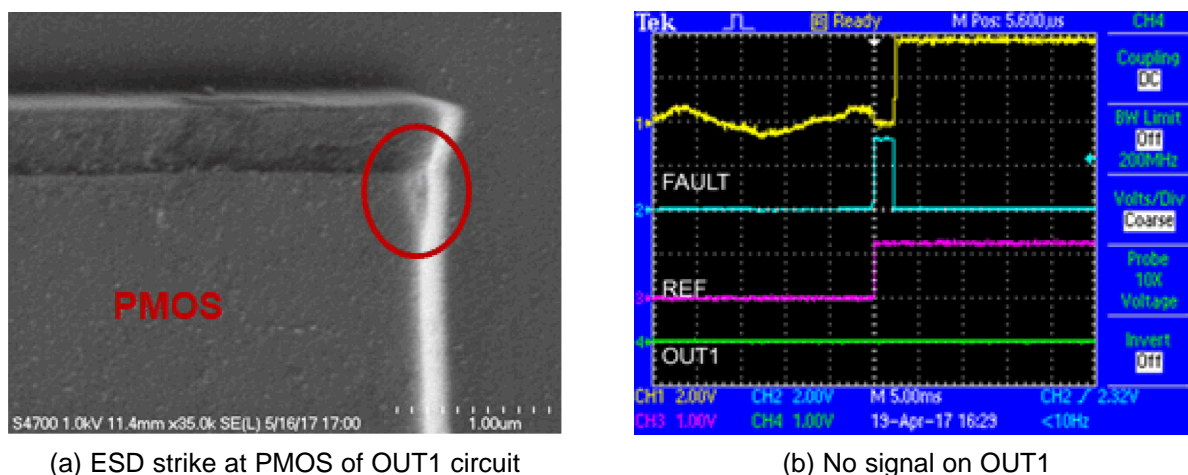 PMOS
S4700 1.0kV 11.4mm x35.0k SE(L) 5/16/17 17:00
1.00um
(a) ESD strike at PMOS of OUT1 circuit
Tek
Ready
M Pos: 5.600us
CH4
Coupling
DC
BW Limit
Off
200MHz
Volts/Div
Coarse
Probe
10X
Voltage
Invert
Off
1
FAULT
2
REF
3
OUT1
4
CH1 2.00V CH2 2.00V M 5.00ms CH2 / 2.32V
CH3 1.00V CH4 1.00V 19-Apr-17 16:29 <10Hz
(b) No signal on OUT1